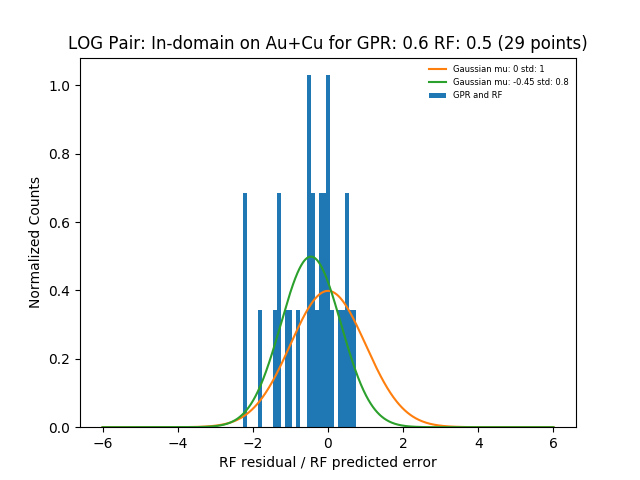 LOG Pair: In-domain on Au+Cu for GPR: 0.6 RF: 0.5 (29 points)
Gaussian mu: 0 std: 1
Gaussian mu: -0.45 std: 0.8
GPR and RF
Normalized Counts
1.0
0.8
0.6
0.4
0.2
0.0
−6 −4 −2 0 2 4 6
RF residual / RF predicted error